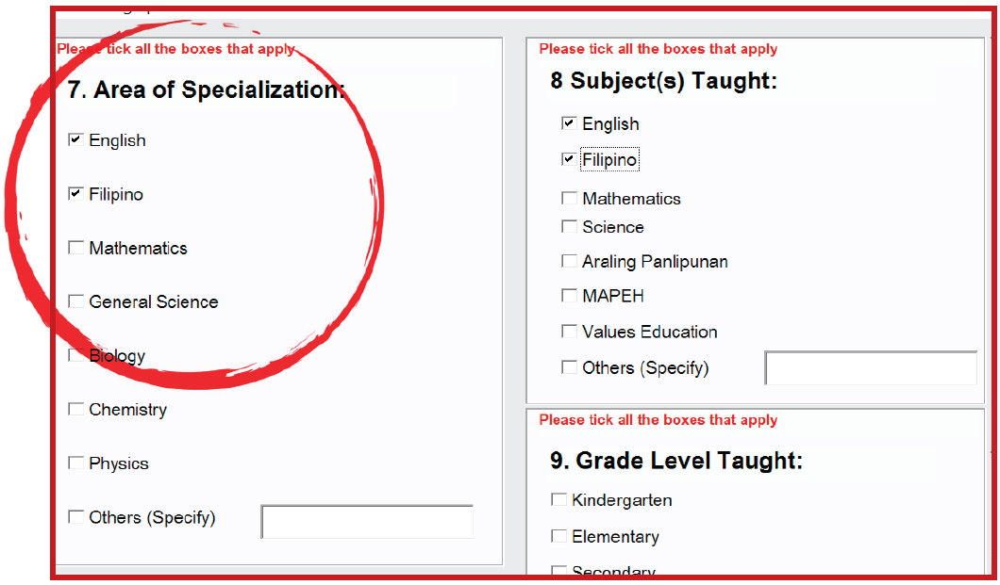 Please tick all the boxes that apply
7. Area of Specialization:
English
Filipino
Mathematics
General Science
Biology
Chemistry
Physics
Others (Specify)
Please tick all the boxes that apply
8 Subject(s) Taught:
English
Filipino
Mathematics
Science
Araling Panlipunan
MAPEH
Values Education
Others (Specify)
Please tick all the boxes that apply
9. Grade Level Taught:
Kindergarten
Elementary
Secondary